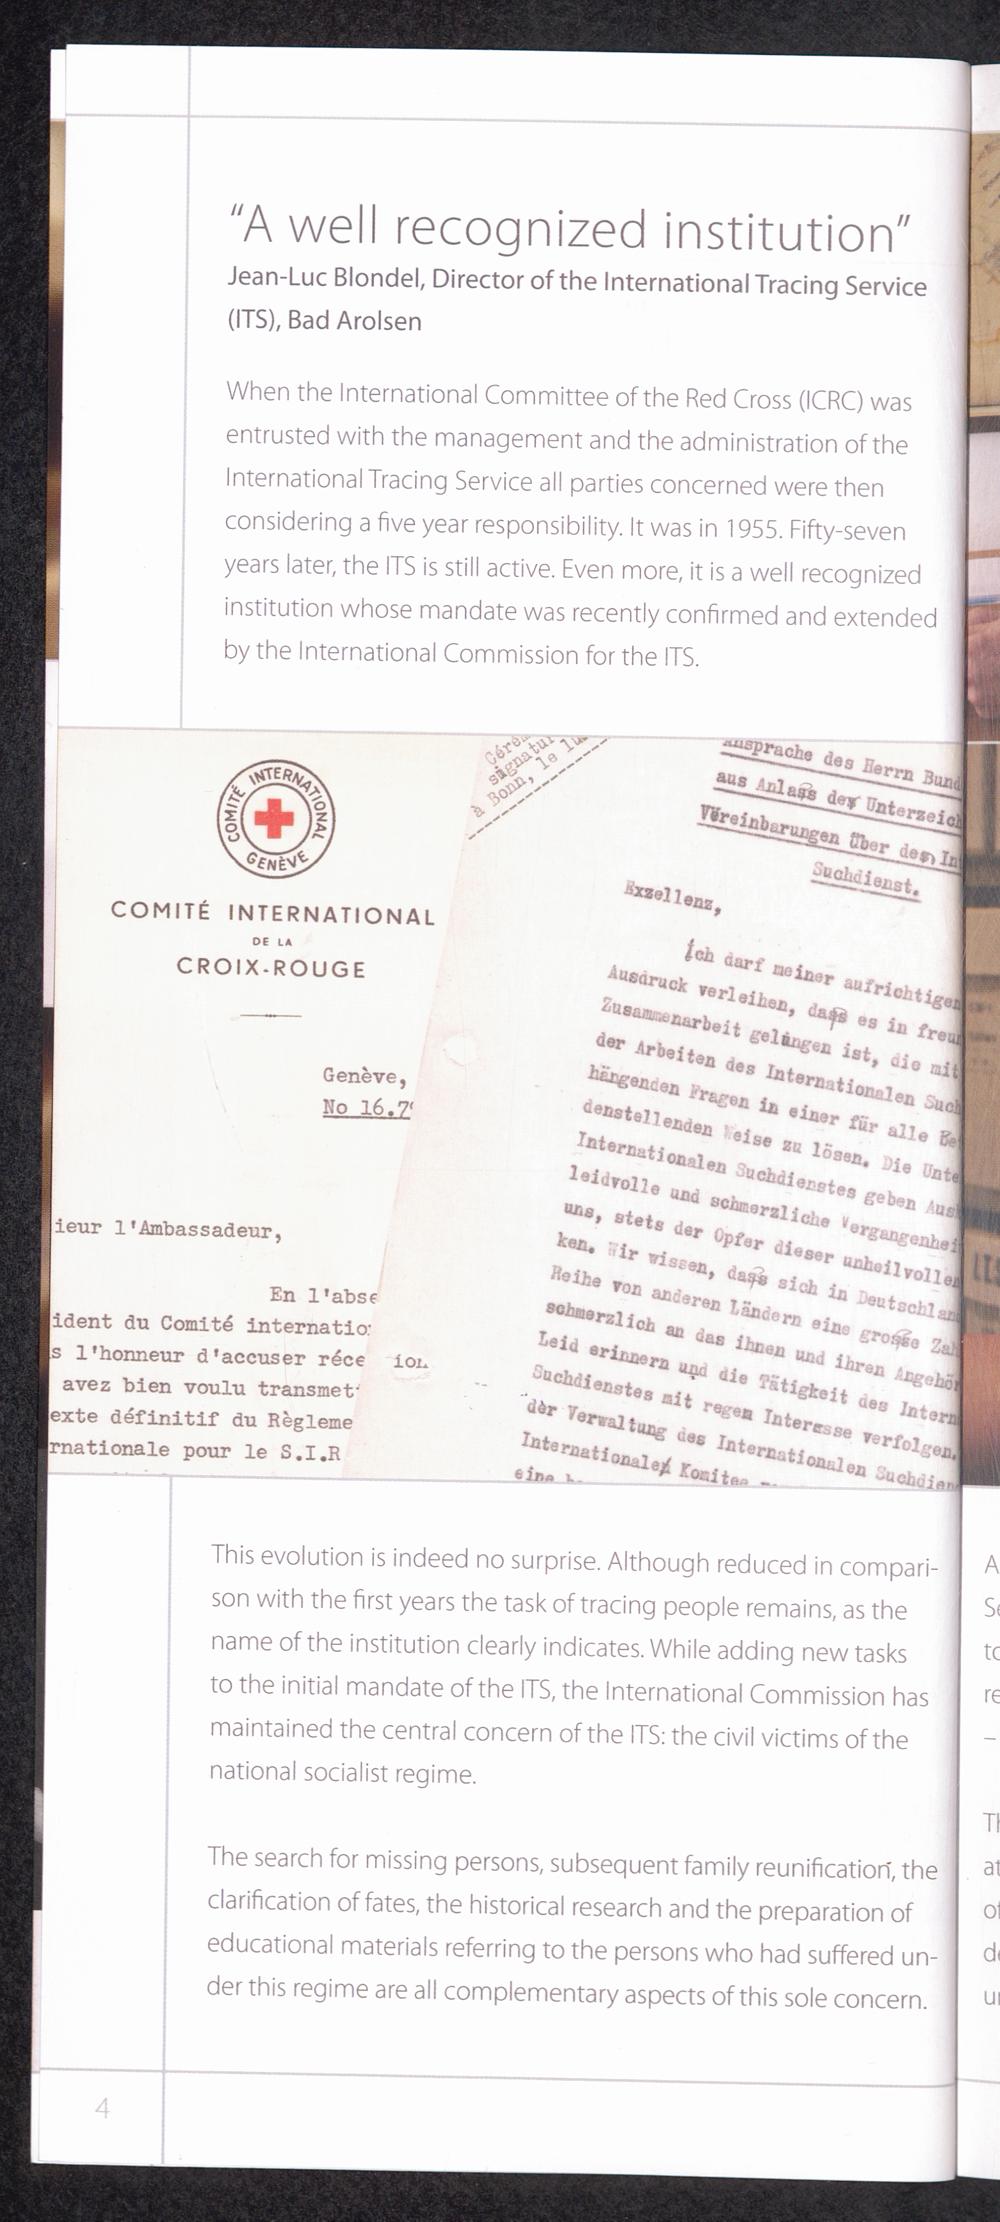 “A well recognized institution”
Jean-Luc Blondel, Director of the International Tracing Service
(ITS), Bad Arolsen
When the International Committee of the Red Cross (ICRC) was
entrusted with the management and the administration of the
International Tracing Service all parties concerned were then
considering a five year responsibility. It was in 1955. Fifty-seven
years later, the ITS is still active. Even more, it is a well recognized
institution whose mandate was recently confirmed and extended
by the International Commission for the ITS.
COMITÉ INTERNATIONAL
GENÈVE
COMITÉ INTERNATIONAL
DE LA
CROIX-ROUGE
Genève,
No 16.7
ieur l'Ambassadeur,
En l'abse
ident du Comité internatio
s l'honneur d'accuser réce
avez bien voulu transmet
exte définitif du Règleme
rnationale pour le S.I.R
ion
signatur
à Bonn, le lu
Ansprache des Herrn Bund
aus Anlass der Unterzeich
Vereinbarungen über den In
Suchdienst.
Exzellenz,
Ich darf meiner aufrichtigen
Ausdruck verleihen, dass es in freun
Zusammenarbeit gelungen ist, die mit
der Arbeiten des Internationalen Such
hängenden Fragen in einer für alle Be
denstellenden Weise zu lösen. Die Unte
Internationalen Suchdienstes geben Aus
leidvolle und schmerzliche Vergangenhei
uns, stets der Opfer dieser unheilvollen
ken. Wir wissen, dass sich in Deutschlan
Reihe von anderen Ländern eine grosse Zah
schmerzlich an das ihnen und ihren Angehör
Leid erinnern und die Tätigkeit des Intern
Suchdienstes mit regem Interesse verfolgen.
der Verwaltung des Internationalen Suchdien
Internationalen Komitee
eine
This evolution is indeed no surprise. Although reduced in compari-
son with the first years the task of tracing people remains, as the
name of the institution clearly indicates. While adding new tasks
to the initial mandate of the ITS, the International Commission has
maintained the central concern of the ITS: the civil victims of the
national socialist regime.
The search for missing persons, subsequent family reunification, the
clarification of fates, the historical research and the preparation of
educational materials referring to the persons who had suffered un-
der this regime are all complementary aspects of this sole concern.
4